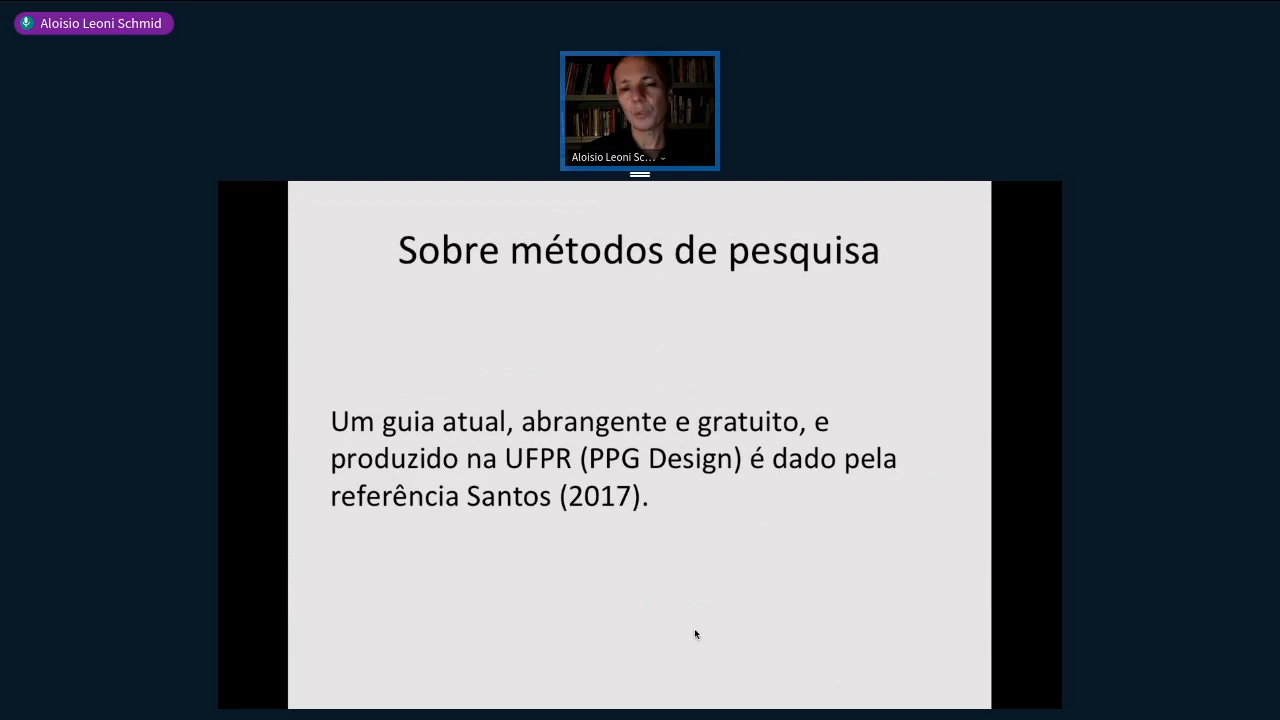 Aloisio Leoni Schmid
Aloisio Leoni Sc...
Sobre métodos de pesquisa
Um guia atual, abrangente e gratuito, e
produzido na UFPR (PPG Design) é dado pela
referência Santos (2017).